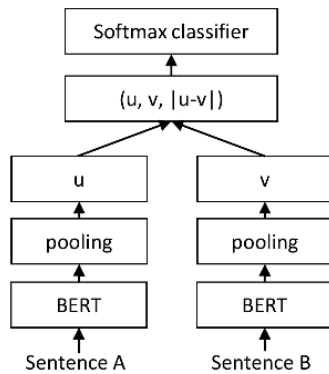 Softmax classifier
(u, v, |u-v|)
u v
pooling pooling
BERT BERT
Sentence A Sentence B